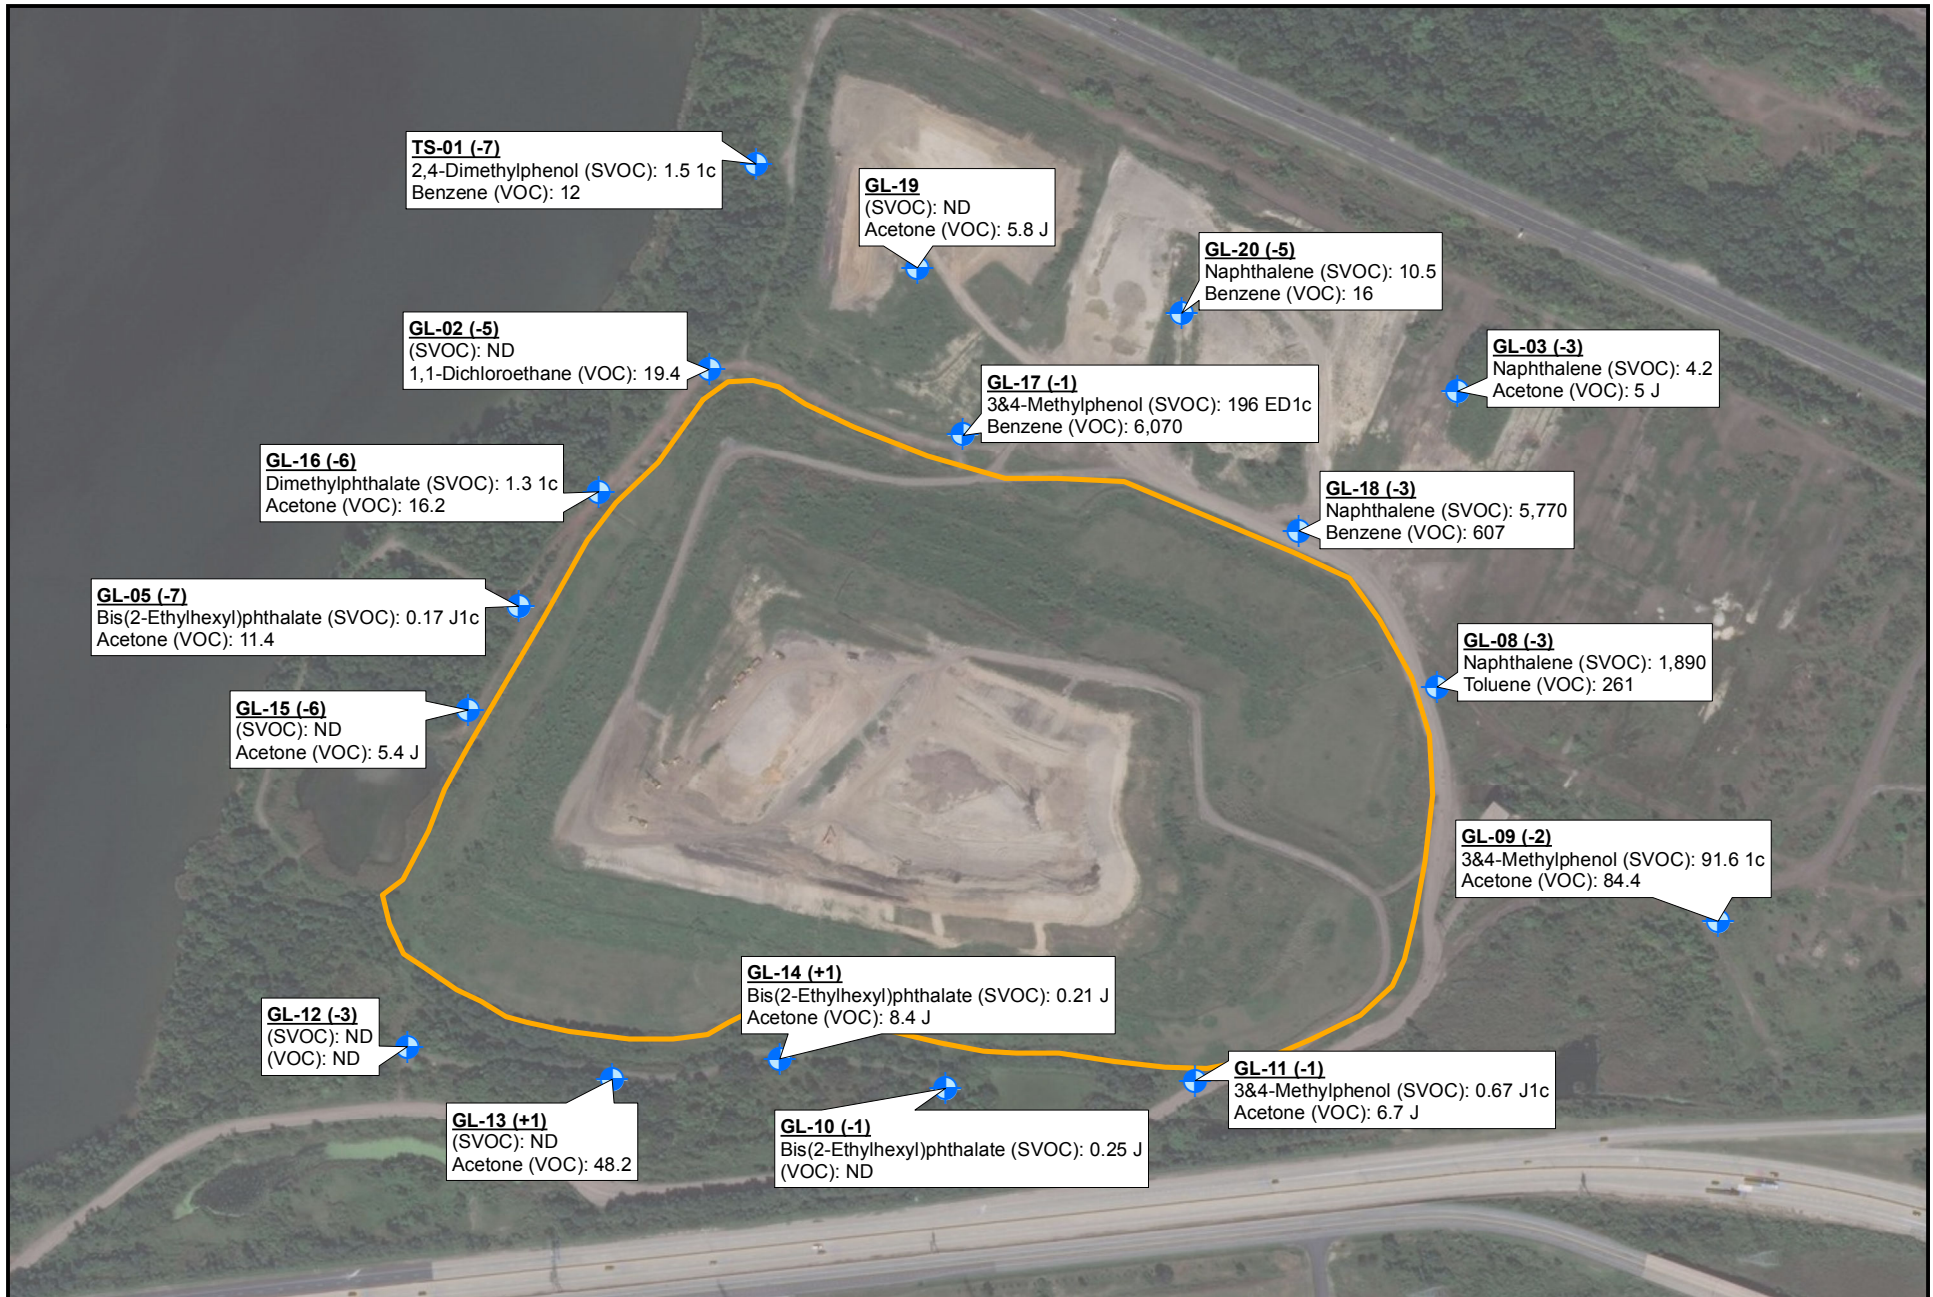 TS-01 (-7)
2,4-Dimethylphenol (SVOC): 1.5 1c
Benzene (VOC): 12
GL-19
(SVOC): ND
Acetone (VOC): 5.8 J
GL-20 (-5)
Naphthalene (SVOC): 10.5
Benzene (VOC): 16
GL-02 (-5)
(SVOC): ND
1,1-Dichloroethane (VOC): 19.4
GL-03 (-3)
Naphthalene (SVOC): 4.2
Acetone (VOC): 5 J
GL-17 (-1)
3&4-Methylphenol (SVOC): 196 ED1c
Benzene (VOC): 6,070
GL-16 (-6)
Dimethylphthalate (SVOC): 1.3 1c
Acetone (VOC): 16.2
GL-18 (-3)
Naphthalene (SVOC): 5,770
Benzene (VOC): 607
GL-05 (-7)
Bis(2-Ethylhexyl)phthalate (SVOC): 0.17 J1c
Acetone (VOC): 11.4
GL-08 (-3)
Naphthalene (SVOC): 1,890
Toluene (VOC): 261
GL-15 (-6)
(SVOC): ND
Acetone (VOC): 5.4 J
GL-09 (-2)
3&4-Methylphenol (SVOC): 91.6 1c
Acetone (VOC): 84.4
GL-14 (+1)
Bis(2-Ethylhexyl)phthalate (SVOC): 0.21 J
Acetone (VOC): 8.4 J
GL-12 (-3)
(SVOC): ND
(VOC): ND
GL-11 (-1)
3&4-Methylphenol (SVOC): 0.67 J1c
Acetone (VOC): 6.7 J
GL-13 (+1)
(SVOC): ND
Acetone (VOC): 48.2
GL-10 (-1)
Bis(2-Ethylhexyl)phthalate (SVOC): 0.25 J
(VOC): ND